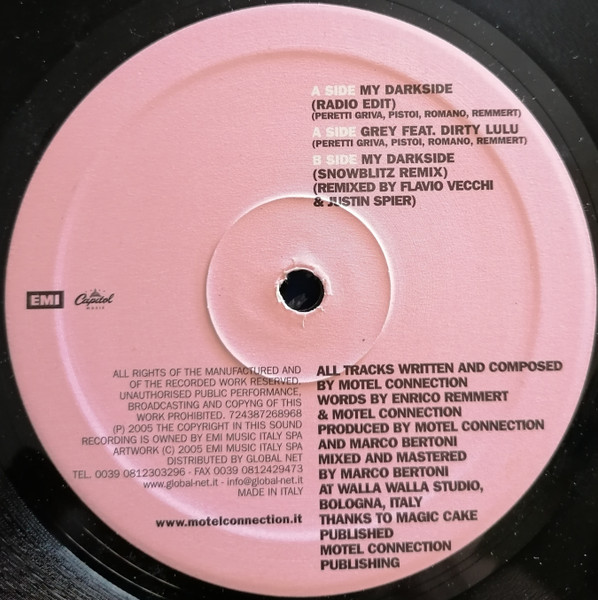 A SIDE MY DARKSIDE
(RADIO EDIT)
(PERETTI GRIVA, PISTOI, ROMANO, REMMERT)
A SIDE GREY FEAT. DIRTY LULU
(PERETTI GRIVA, PISTOI, ROMANO, REMMERT)
B SIDE MY DARKSIDE
(SNOWBLITZ REMIX)
(REMIXED BY FLAVIO VECCHI
& JUSTIN SPIER)
EMI
Capitol
MUSIC
ALL RIGHTS OF THE MANUFACTURED AND
OF THE RECORDED WORK RESERVED.
UNAUTHORISED PUBLIC PERFORMANCE,
BROADCASTING AND COPYNG OF THIS
WORK PROHIBITED. 724387268968
(P) 2005 THE COPYRIGHT IN THIS SOUND
RECORDING IS OWNED BY EMI MUSIC ITALY SPA
ARTWORK (C) 2005 EMI MUSIC ITALY SPA
DISTRIBUTED BY GLOBAL NET
TEL. 0039 0812303296 - FAX 0039 0812429473
www.global-net.it - info@global-net.it
MADE IN ITALY
www.motelconnection.it
ALL TRACKS WRITTEN AND COMPOSED
BY MOTEL CONNECTION
WORDS BY ENRICO REMMERT
& MOTEL CONNECTION
PRODUCED BY MOTEL CONNECTION
AND MARCO BERTONI
MIXED AND MASTERED
BY MARCO BERTONI
AT WALLA WALLA STUDIO,
BOLOGNA, ITALY
THANKS TO MAGIC CAKE
PUBLISHED
MOTEL CONNECTION
PUBLISHING